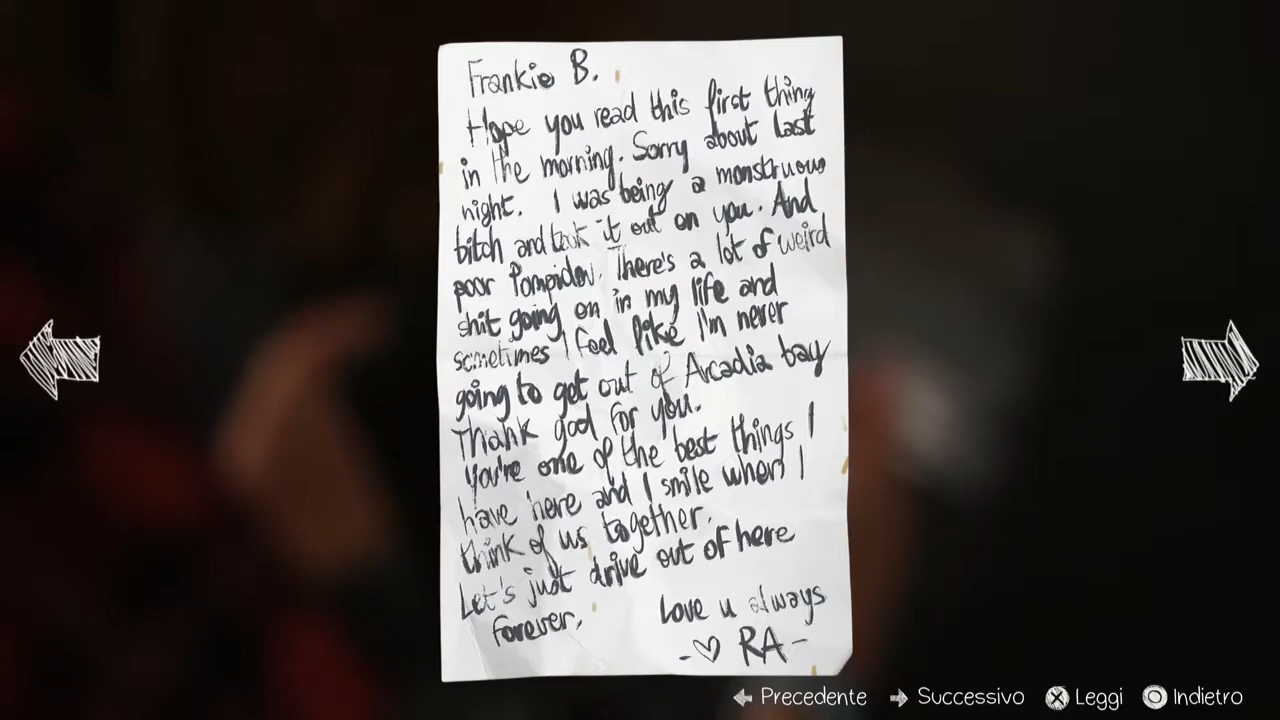 Frankie B.
Hope you read this first thing
in the morning. Sorry about last
night. I was being a monstruous
bitch and took it out on you. And
poor Pompidou. There's a lot of weird
shit going on in my life and
sometimes I feel like I'm never
going to get out of Arcadia bay
Thank god for you.
You're one of the best things I
have here and I smile when I
think of us together.
Let's just drive out of here
forever.
Love u always
-♡ RA-
Precedente Successivo Leggi Indietro